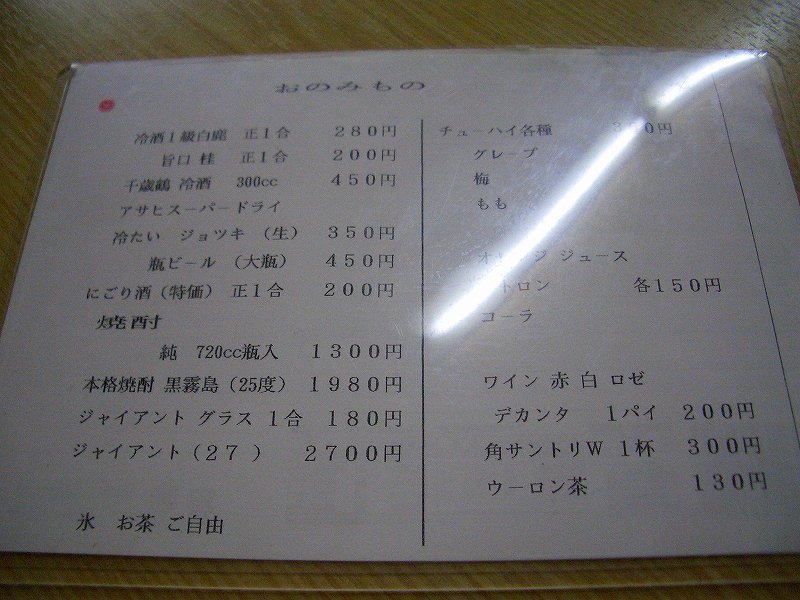 おのみもの
冷酒１級白鹿 正１合 ２８０円
旨口 桂 正１合 ２００円
千歳鶴 冷酒 300cc ４５０円
アサヒスーパードライ
冷たい ジョツキ （生） ３５０円
瓶ビール （大瓶） ４５０円
にごり酒（特価） 正１合 ２００円
焼酎
純 720cc瓶入 １３００円
本格焼酎 黒霧島（25度） １９８０円
ジャイアント グラス １合 １８０円
ジャイアント（２７ ） ２７００円
氷 お茶 ご自由
チューハイ各種 円
グレープ
梅
もも
オレンジ ジュース
トロン 各１５０円
コーラ
ワイン 赤 白 ロゼ
デカンタ １パイ ２００円
角サントリW １杯 ３００円
ウーロン茶 １３０円